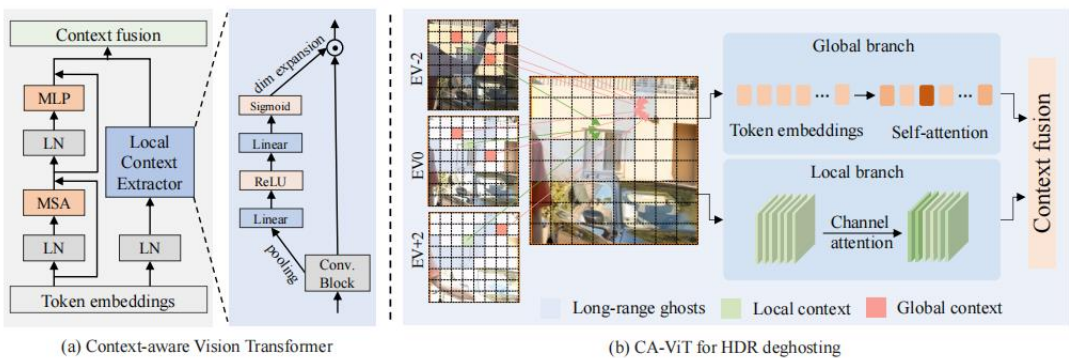 Context fusion
MLP
LN
MSA
LN
Local
Context
Extractor
LN
Token embeddings
dim expansion
Sigmoid
Linear
ReLU
Linear
pooling
Conv.
Block
(a) Context-aware Vision Transformer
EV-2
EV0
EV+2
Global branch
...
...
Token embeddings
Self-attention
Local branch
Channel
attention
Context fusion
Long-range ghosts
Local context
Global context
(b) CA-ViT for HDR deghosting